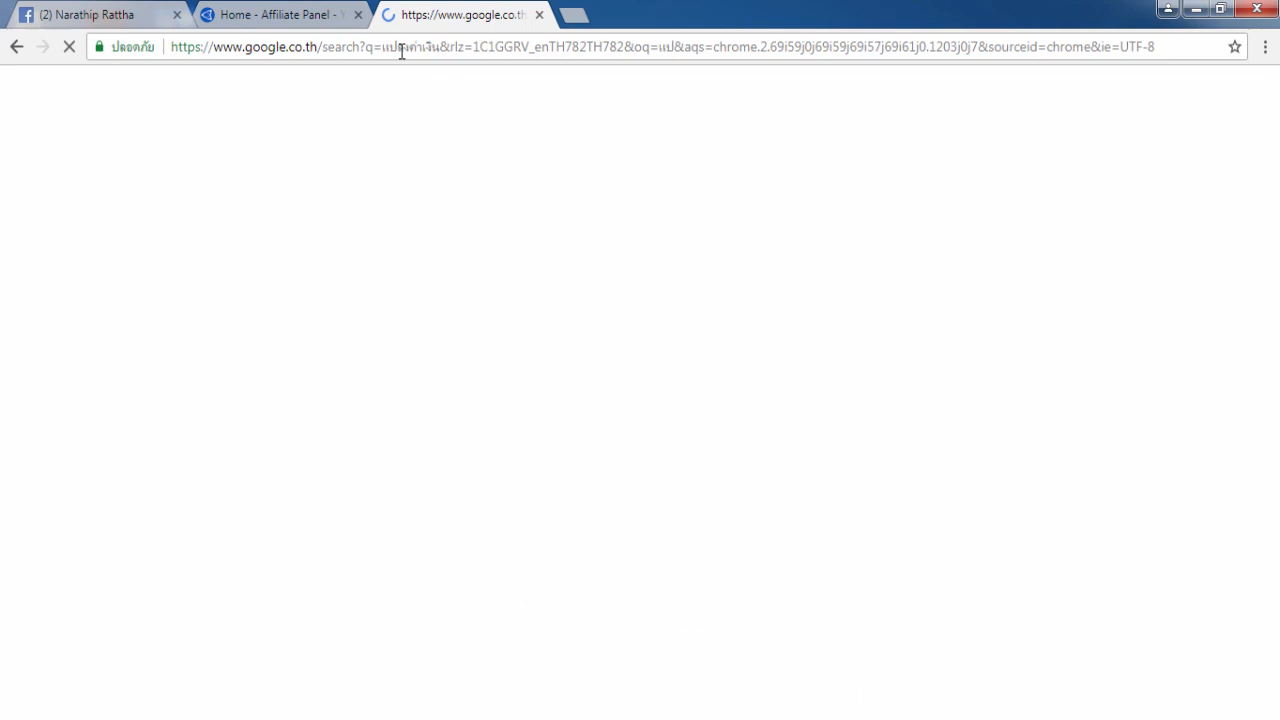 (2) Narathip Rattha
Home - Affiliate Panel - Y
https://www.google.co.th
ปลอดภัย
https://www.google.co.th/search?q=แปลงค่าเงิน&rlz=1C1GGRV_enTH782TH782&oq=แป&aqs=chrome.2.69i59j0j69i59j69i57j69i61j0.1203j0j7&sourceid=chrome&ie=UTF-8